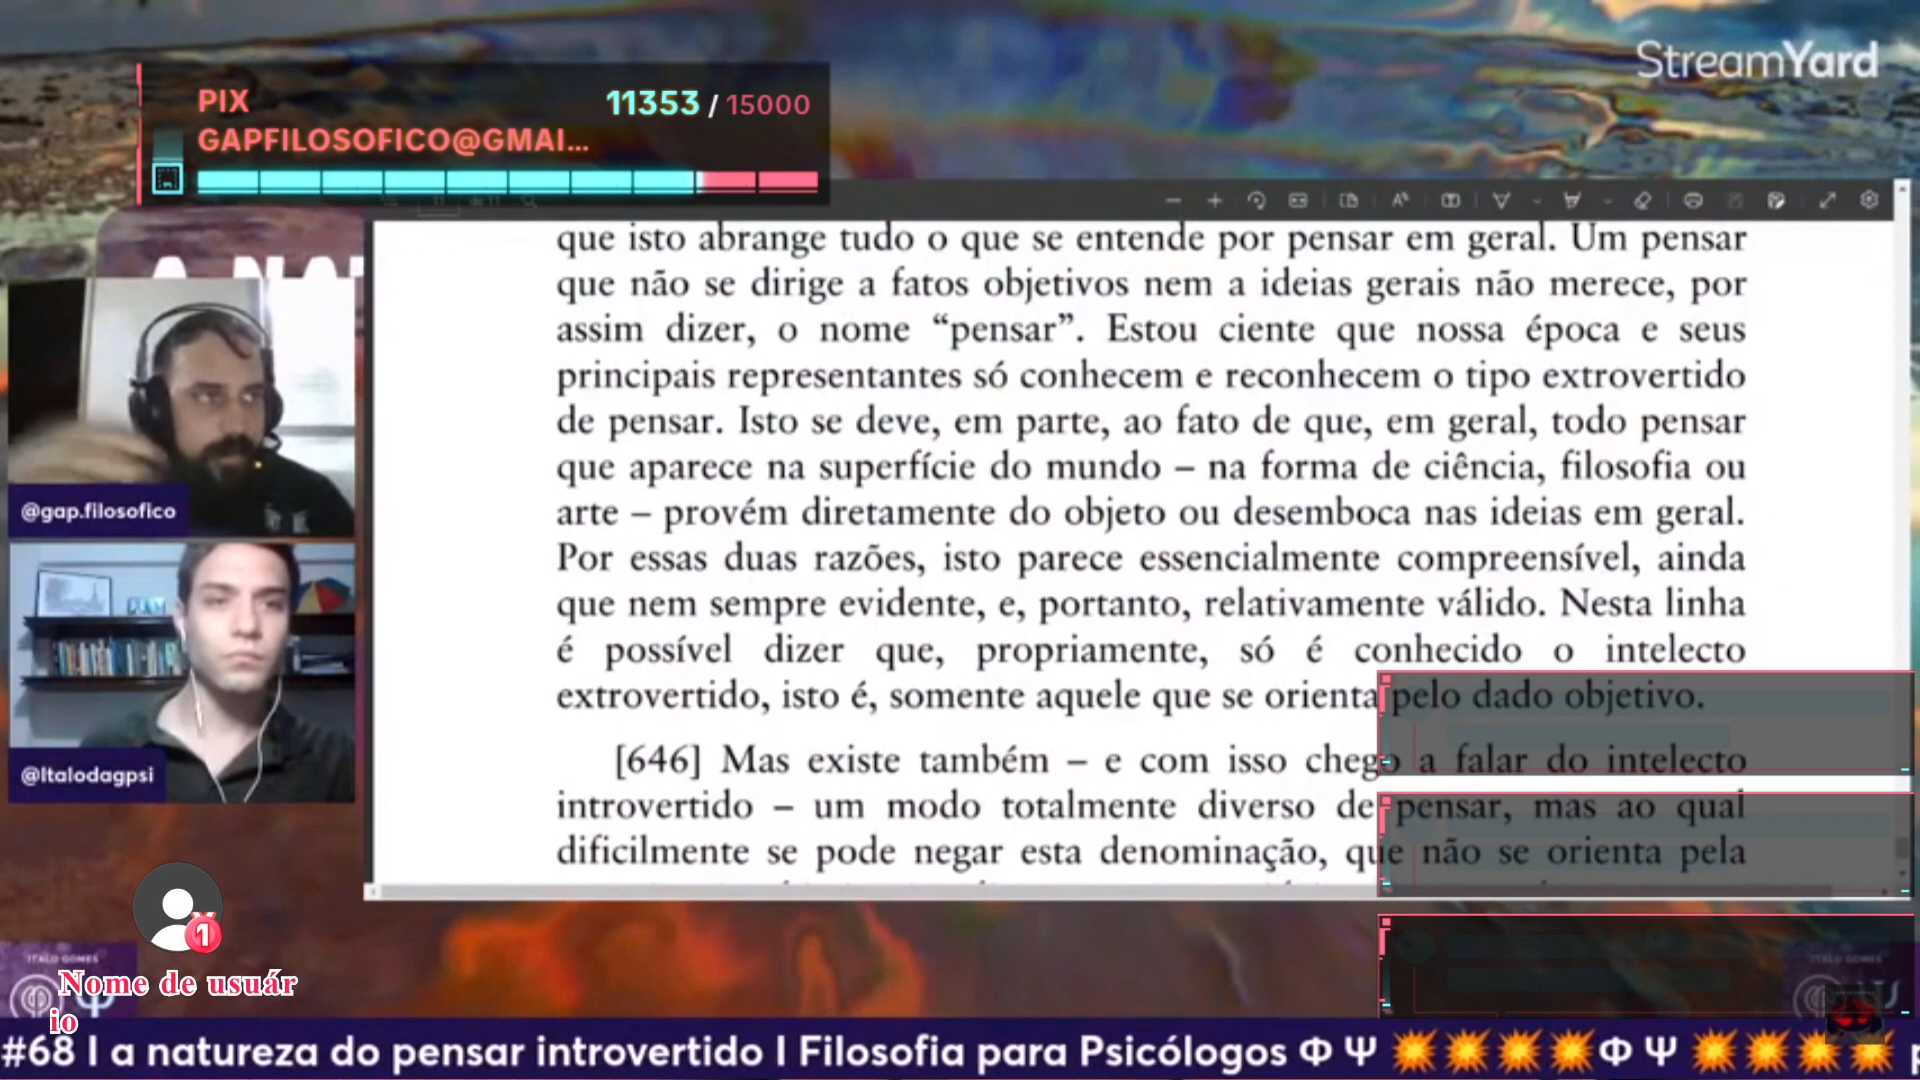 StreamYard
PIX
11353 / 15000
GAPFILOSOFICO@GMAI...
que isto abrange tudo o que se entende por pensar em geral. Um pensar
que não se dirige a fatos objetivos nem a ideias gerais não merece, por
assim dizer, o nome “pensar”. Estou ciente que nossa época e seus
principais representantes só conhecem e reconhecem o tipo extrovertido
de pensar. Isto se deve, em parte, ao fato de que, em geral, todo pensar
que aparece na superfície do mundo – na forma de ciência, filosofia ou
arte – provém diretamente do objeto ou desemboca nas ideias em geral.
Por essas duas razões, isto parece essencialmente compreensível, ainda
que nem sempre evidente, e, portanto, relativamente válido. Nesta linha
é possível dizer que, propriamente, só é conhecido o intelecto
extrovertido, isto é, somente aquele que se orienta pelo dado objetivo.
[646] Mas existe também – e com isso chego a falar do intelecto
introvertido – um modo totalmente diverso de pensar, mas ao qual
dificilmente se pode negar esta denominação, que não se orienta pela
@gap.filosofico
@Italodagpsi
1
ITALO GOMES
Nome de usuár
io
ITALO GOMES
#68 I a natureza do pensar introvertido I Filosofia para Psicólogos Φ Ψ 💥💥💥💥Φ Ψ 💥💥💥💥 p